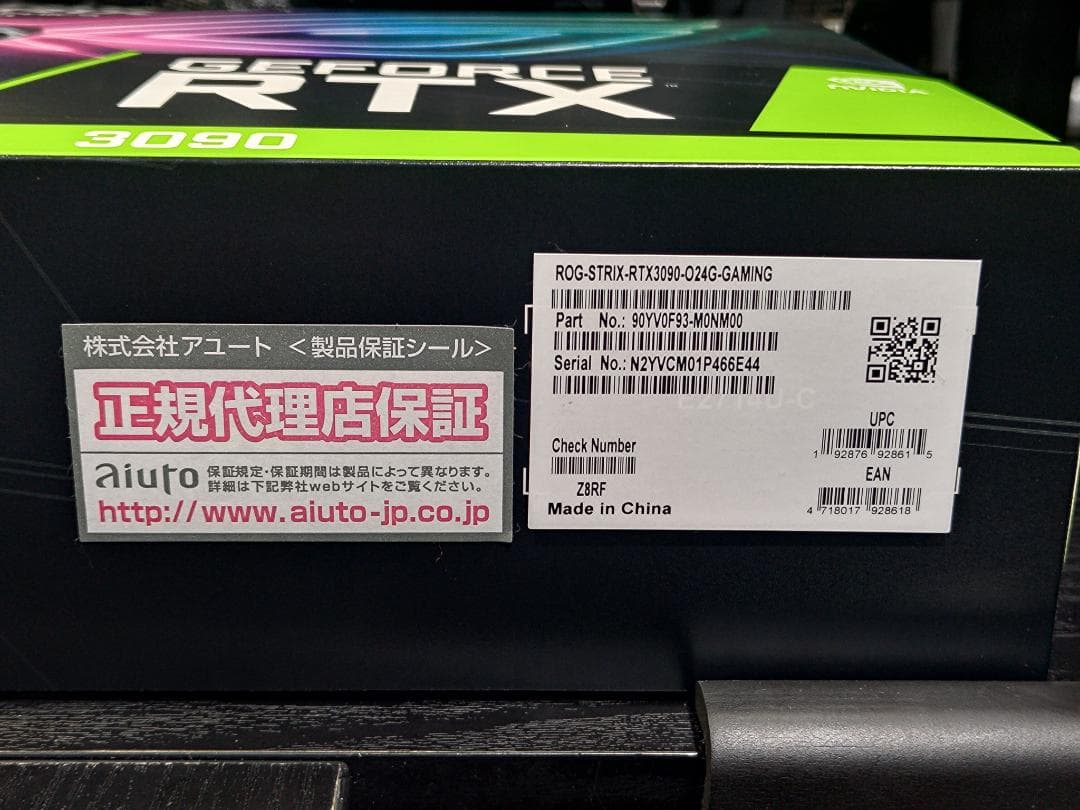 GEFORCE
RTX™
3090
NVIDIA
株式会社アユート <製品保証シール>
正規代理店保証
aiuto
保証規定・保証期間は製品によって異なります。
詳細は下記弊社webサイトをご覧ください。
http://www.aiuto-jp.co.jp
ROG-STRIX-RTX3090-O24G-GAMING
Part No.: 90YV0F93-M0NM00
Serial No.: N2YVCM01P466E44
Check Number
Z8RF
Made in China
UPC
1 92876 92861 5
EAN
4 718017 928618